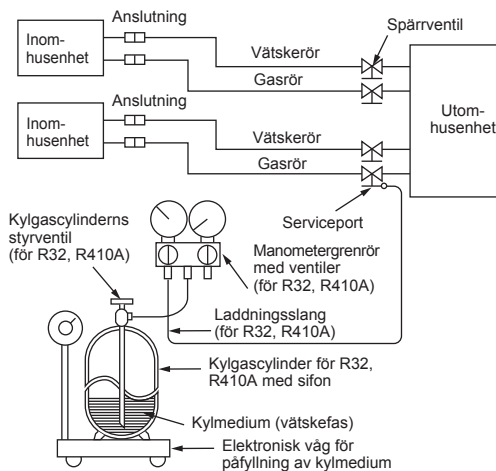 Anslutning
Spärrventil
Inom-
husenhet
Vätskerör
Gasrör
Anslutning
Inom-
husenhet
Utom-
husenhet
Vätskerör
Gasrör
Serviceport
Kylgascylinderns
styrventil
(för R32, R410A)
Manometergrenrör
med ventiler
(för R32, R410A)
Laddningsslang
(för R32, R410A)
Kylgascylinder för R32,
R410A med sifon
Kylmedium (vätskefas)
Elektronisk våg för
påfyllning av kylmedium